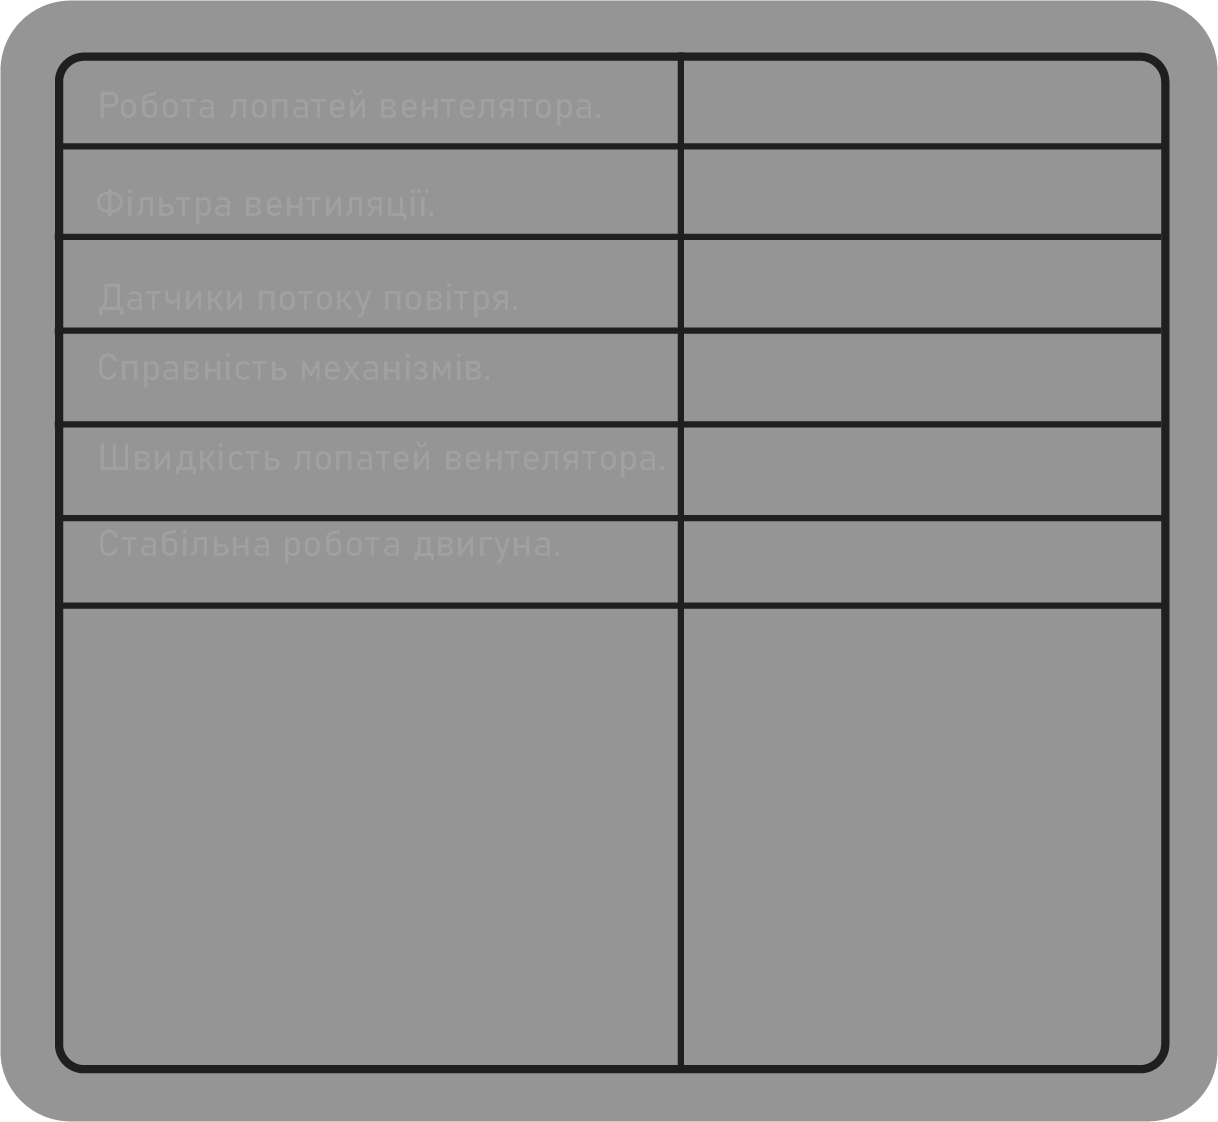 Робота лопатей вентелятора.
Фільтра вентиляції.
Датчики потоку повітря.
Справність механізмів.
Швидкість лопатей вентелятора.
Стабільна робота двигуна.